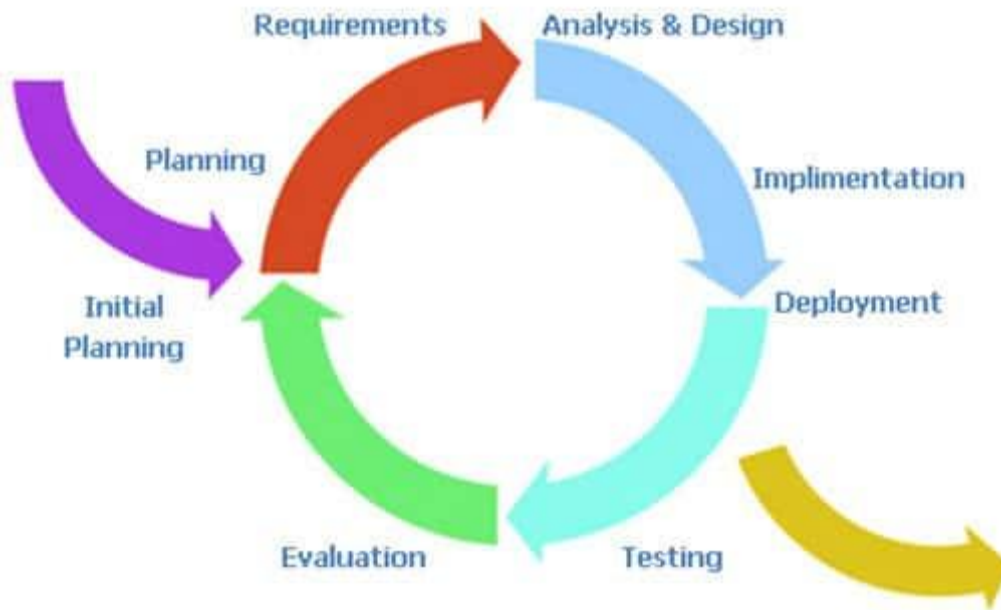 Requirements
Analysis & Design
Planning
Implimentation
Initial
Planning
Deployment
Evaluation
Testing